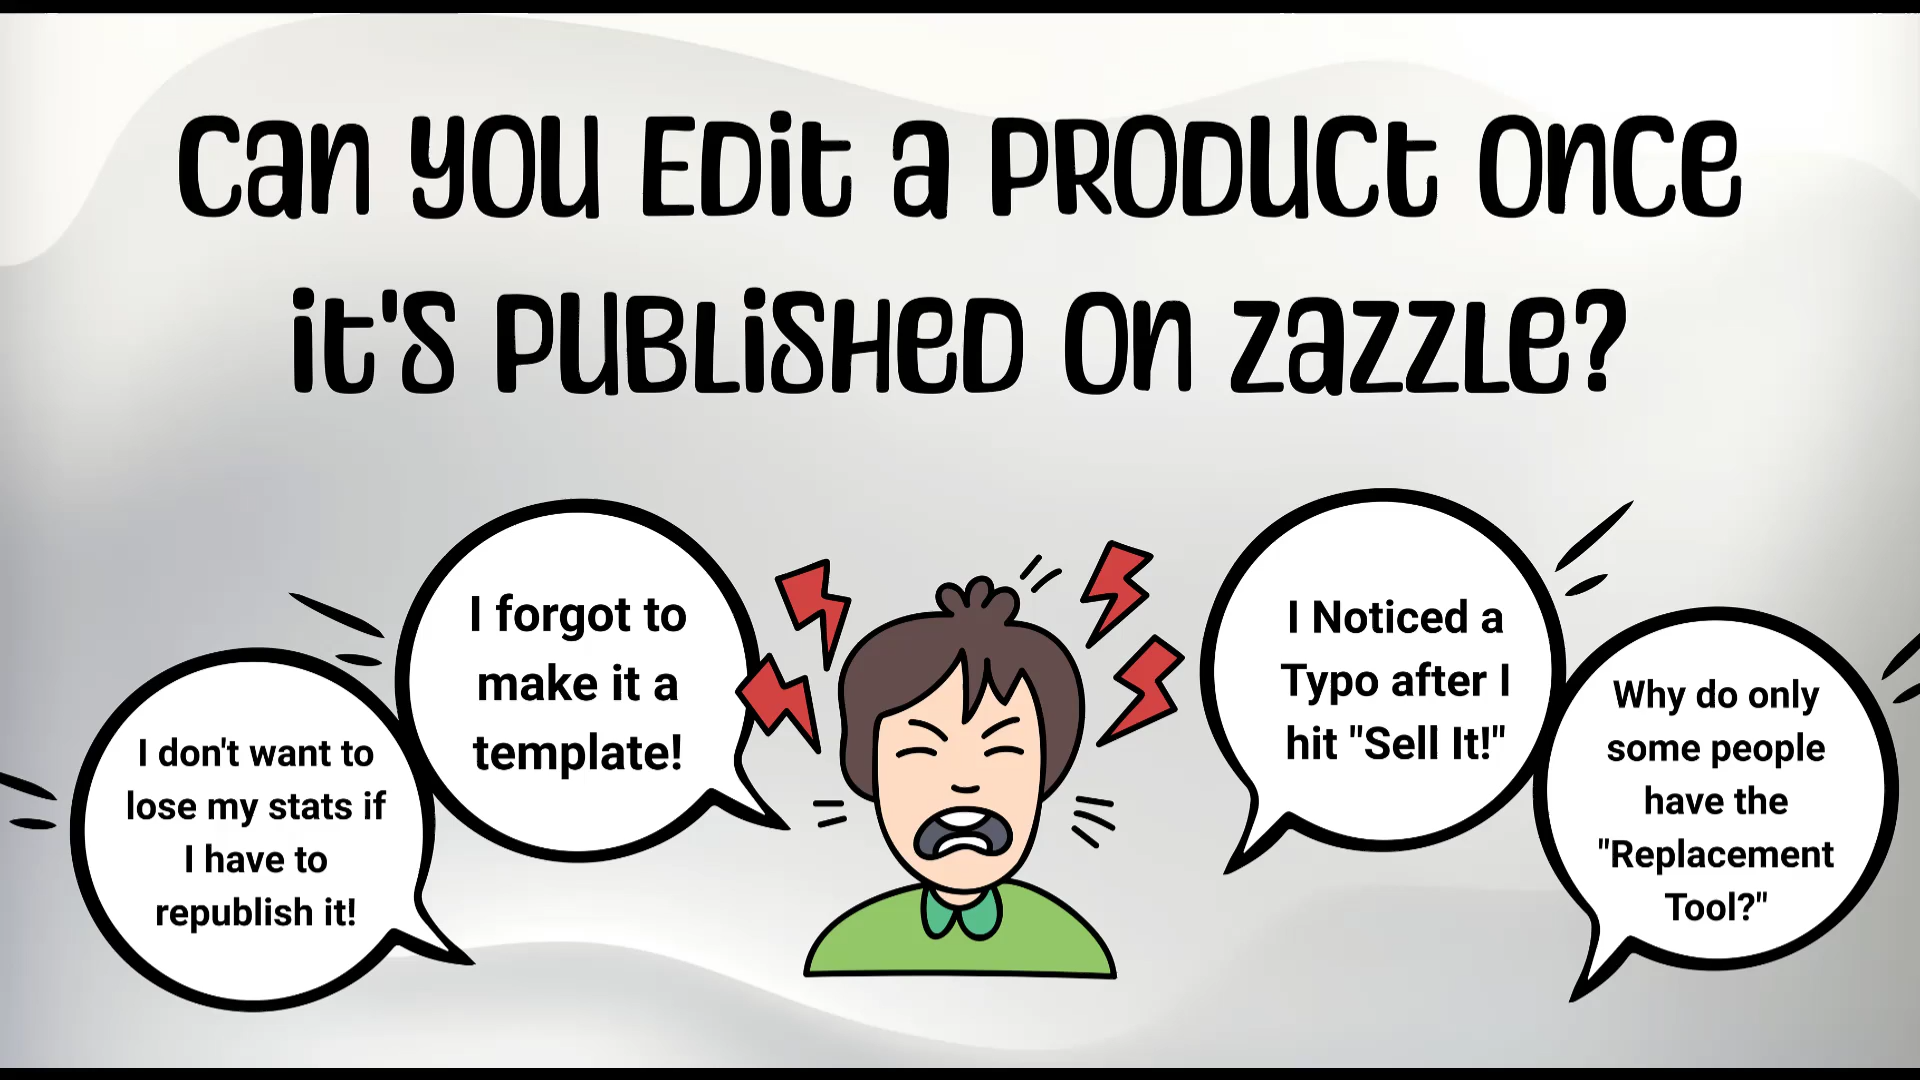 Can you Edit a Product Once
it's Published on Zazzle?
I don't want to
lose my stats if
I have to
republish it!
I forgot to
make it a
template!
I Noticed a
Typo after I
hit "Sell It!"
Why do only
some people
have the
"Replacement
Tool?"